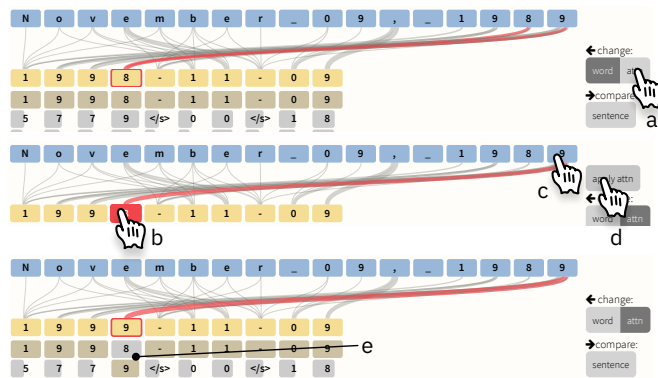 N o v e m b e r _ 0 9 , _ 1 9 8 9
change:
1 9 9 8 - 1 1 - 0 9
word
1 9 9 8 - 1 1 - 0 9
compare:
5 7 7 9 </s> 0 0 </s> 1 8
sentence
a
N o v e m b e r _ 0 9 , _ 1 9 8 9
c
attn
change:
1 9 9 - 1 1 - 0 9
word attn
b
d
N o v e m b e r _ 0 9 , _ 1 9 8 9
change:
1 9 9 9 - 1 1 - 0 9
word attn
1 9 9 8 - 1 1 - 0 9
compare:
e
5 7 7 9 </s> 0 0 </s> 1 8
sentence